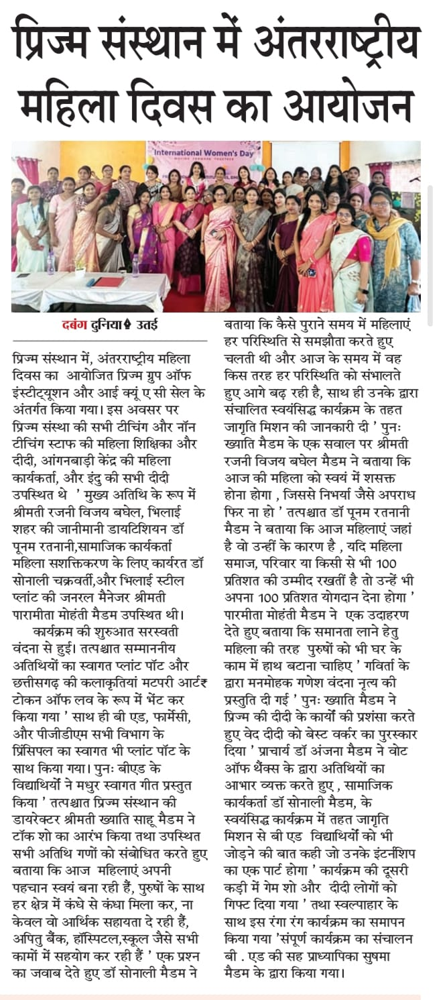 प्रिज्म संस्थान में अंतरराष्ट्रीय
महिला दिवस का आयोजन
International Women's Day
MOVING FORWARD TOGETHER
दबंग दुनिया उतई
प्रिज्म संस्थान में, अंतरराष्ट्रीय महिला
दिवस का आयोजित प्रिज्म ग्रुप ऑफ
इंस्टीट्यूशन और आई क्यूं ए सी सेल के
अंतर्गत किया गया। इस अवसर पर
प्रिज्म संस्था की सभी टीचिंग और नॉन
टीचिंग स्टाफ की महिला शिक्षिका और
दीदी, आंगनबाड़ी केंद्र की महिला
कार्यकर्ता, और इंदु की सभी दीदी
उपस्थित थे ' मुख्य अतिथि के रूप में
श्रीमती रजनी विजय बघेल, भिलाई
शहर की जानीमानी डायटिशियन डॉ
पूनम रतनानी,सामाजिक कार्यकर्ता
महिला सशक्तिकरण के लिए कार्यरत डॉ
सोनाली चक्रवर्ती,और भिलाई स्टील
प्लांट की जनरल मैनेजर श्रीमती
पारामीता मोहंती मैडम उपस्थित थी।
कार्यक्रम की शुरुआत सरस्वती
वंदना से हुई। तत्पश्चात सम्माननीय
अतिथियों का स्वागत प्लांट पॉट और
छत्तीसगढ़ की कलाकृतियां मटपरी आर्ट₹
टोकन ऑफ लव के रूप में भेंट कर
किया गया ' साथ ही बी एड, फार्मेसी,
और पीजीडीएम सभी विभाग के
प्रिंसिपल का स्वागत भी प्लांट पॉट के
साथ किया गया। पुनः बीएड के
विद्यार्थियों ने मधुर स्वागत गीत प्रस्तुत
किया ' तत्पश्चात प्रिज्म संस्थान की
डायरेक्टर श्रीमती ख्याति साहू मैडम ने
टॉक शो का आरंभ किया तथा उपस्थित
सभी अतिथि गणों को संबोधित करते हुए
बताया कि आज महिलाएं अपनी
पहचान स्वयं बना रही हैं, पुरुषों के साथ
हर क्षेत्र में कंधे से कंधा मिला कर, ना
केवल वो आर्थिक सहायता दे रही हैं,
अपितु बैंक, हॉस्पिटल,स्कूल जैसे सभी
कामों में सहयोग कर रही हैं ' एक प्रश्न
का जवाब देते हुए डॉ सोनाली मैडम ने
बताया कि कैसे पुराने समय में महिलाएं
हर परिस्थिति से समझौता करते हुए
चलती थी और आज के समय में वह
किस तरह हर परिस्थिति को संभालते
हुए आगे बढ़ रही है, साथ ही उनके द्वारा
संचालित स्वयंसिद्ध कार्यक्रम के तहत
जागृति मिशन की जानकारी दी ' पुनः
ख्याति मैडम के एक सवाल पर श्रीमती
रजनी विजय बघेल मैडम ने बताया कि
आज की महिला को स्वयं में शसक्त
होना होगा , जिससे निभर्या जैसे अपराध
फिर ना हो ' तत्पश्चात डॉ पूनम रतनानी
मैडम ने बताया कि आज महिलाएं जहां
है वो उन्हीं के कारण है , यदि महिला
समाज, परिवार या किसी से भी 100
प्रतिशत की उम्मीद रखतीं है तो उन्हें भी
अपना 100 प्रतिशत योगदान देना होगा '
पारमीता मोहंती मैडम ने एक उदाहरण
देते हुए बताया कि समानता लाने हेतु
महिला की तरह पुरुषों को भी घर के
काम में हाथ बटाना चाहिए ' गविर्ता के
द्वारा मनमोहक गणेश वंदना नृत्य की
प्रस्तुति दी गई ' पुनः ख्याति मैडम ने
प्रिज्म की दीदी के कार्यों की प्रशंसा करते
हुए वेद दीदी को बेस्ट वर्कर का पुरस्कार
दिया ' प्राचार्य डॉ अंजना मैडम ने वोट
ऑफ थैंक्स के द्वारा अतिथियों का
आभार व्यक्त करते हुए , सामाजिक
कार्यकर्ता डॉ सोनाली मैडम, के
स्वयंसिद्ध कार्यक्रम में तहत जागृति
मिशन से बी एड विद्यार्थियों को भी
जोड़ने की बात कही जो उनके इंटर्नशिप
का एक पार्ट होगा ' कार्यक्रम की दूसरी
कड़ी में गेम शो और दीदी लोगों को
गिफ्ट दिया गया ' तथा स्वल्पाहार के
साथ इस रंगा रंग कार्यक्रम का समापन
किया गया 'संपूर्ण कार्यक्रम का संचालन
बी . एड की सह प्राध्यापिका सुषमा
मैडम के द्वारा किया गया।